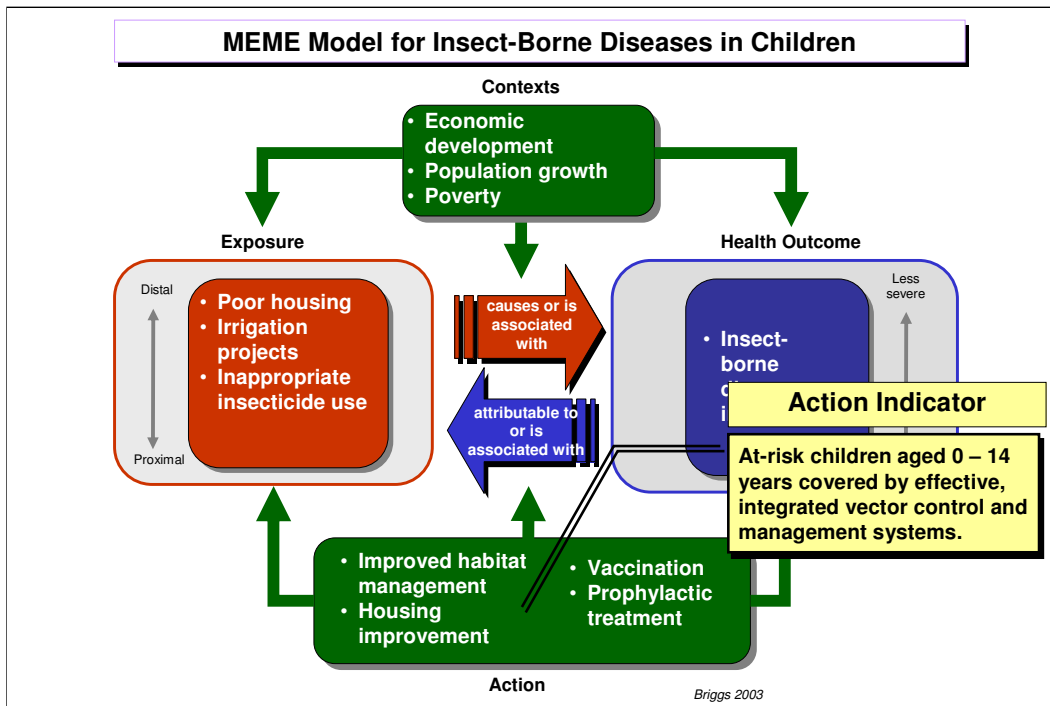 MEME Model for Insect-Borne Diseases in Children
Contexts
• Economic
development
• Population growth
• Poverty
Exposure
Health Outcome
Distal
Proximal
• Poor housing
• Irrigation
projects
• Inappropriate
insecticide use
causes or is
associated
with
attributable to
or is
associated with
Less
severe
• Insect-
borne
Action Indicator
At-risk children aged 0 – 14
years covered by effective,
integrated vector control and
management systems.
• Improved habitat
management
• Housing
improvement
• Vaccination
• Prophylactic
treatment
Action
Briggs 2003